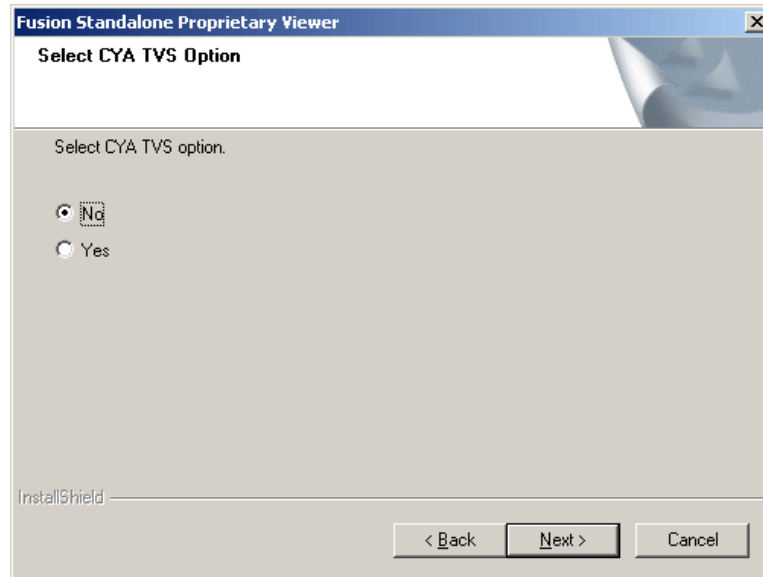 Fusion Standalone Proprietary Viewer
Select CYA TVS Option
Select CYA TVS option.
No
Yes
InstallShield
< Back
Next >
Cancel